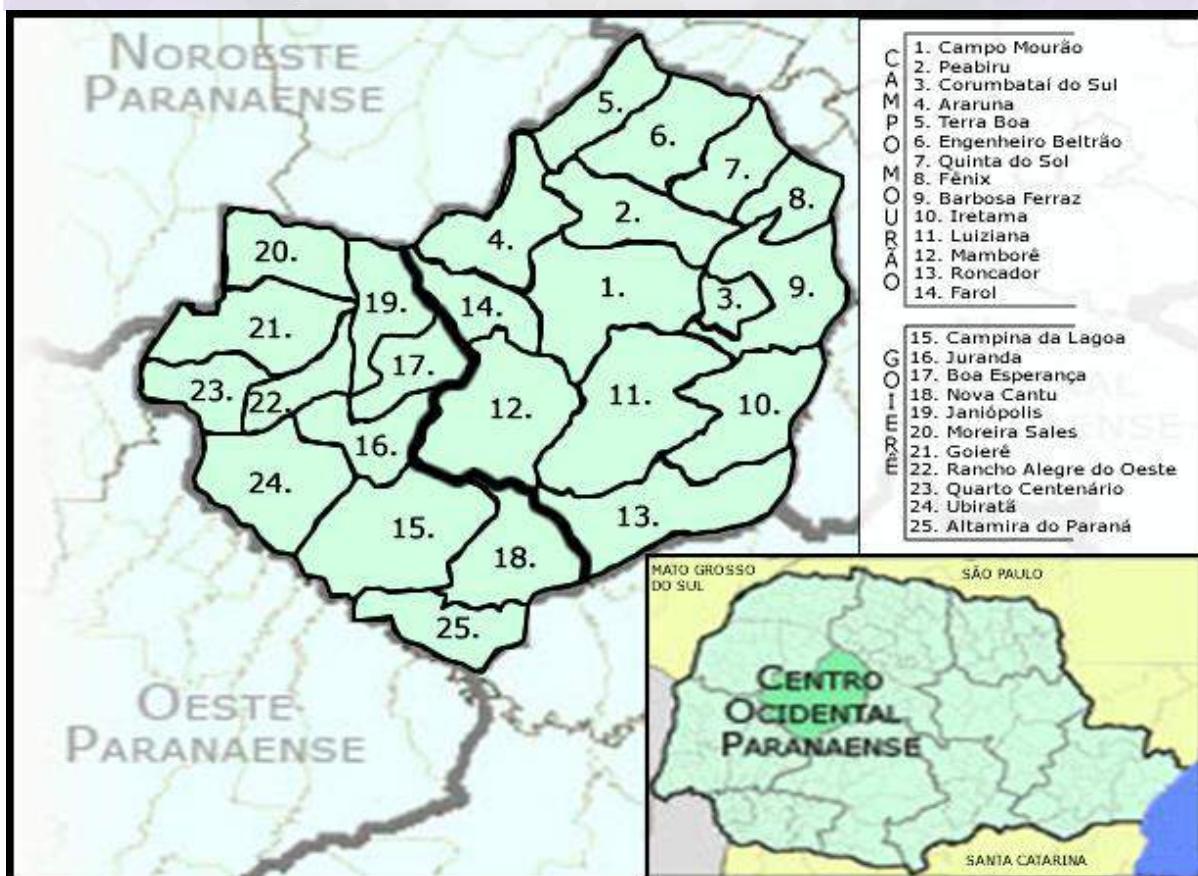 NOROESTE
PARANAENSE
5.
6.
7.
8.
2.
4.
20.
9.
1.
3.
19.
14.
21.
17.
23.
22.
11.
12.
10.
16.
24.
15.
13.
18.
25.
OESTE
PARANAENSE
CAMPO MOURÃO
1. Campo Mourão
2. Peabiru
3. Corumbataí do Sul
4. Araruna
5. Terra Boa
6. Engenheiro Beltrão
7. Quinta do Sol
8. Fênix
9. Barbosa Ferraz
10. Iretama
11. Luiziana
12. Mamborê
13. Roncador
14. Farol
GOIERÊ
15. Campina da Lagoa
16. Juranda
17. Boa Esperança
18. Nova Cantu
19. Janiópolis
20. Moreira Sales
21. Goierê
22. Rancho Alegre do Oeste
23. Quarto Centenário
24. Ubiratã
25. Altamira do Paraná
MATO GROSSO
DO SUL
SÃO PAULO
CENTRO
OCIDENTAL
PARANAENSE
SANTA CATARINA